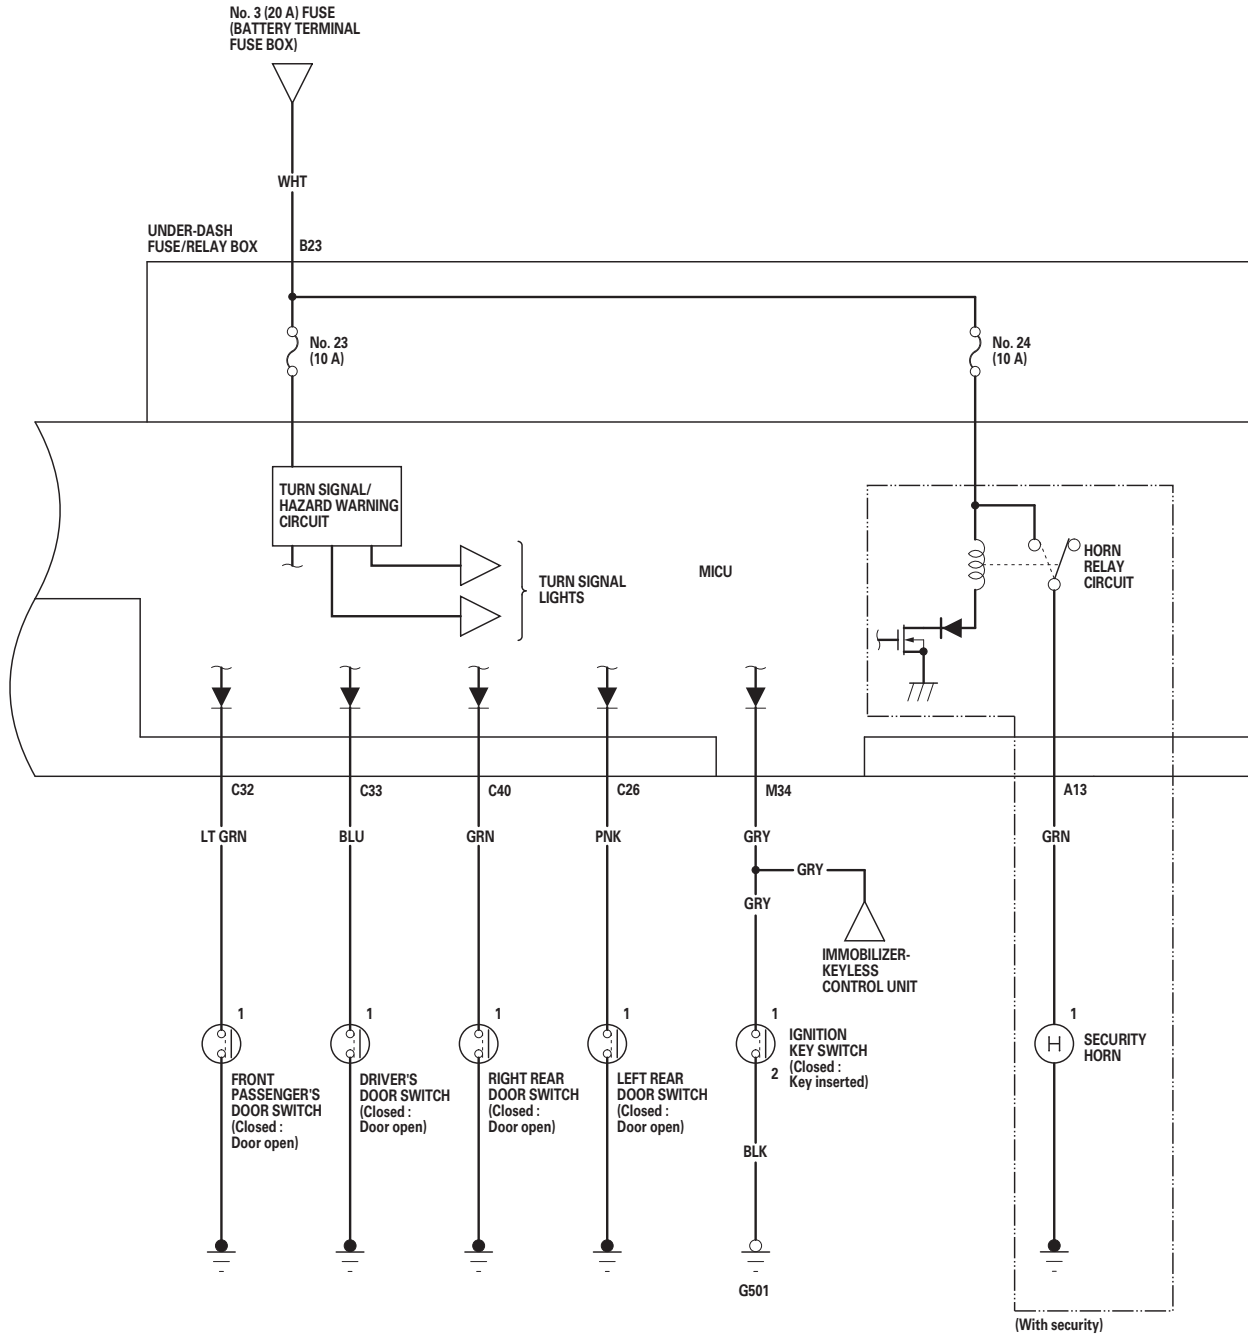 No. 3 (20 A) FUSE
(BATTERY TERMINAL
FUSE BOX)
WHT
UNDER-DASH
FUSE/RELAY BOX
B23
No. 23
(10 A)
No. 24
(10 A)
TURN SIGNAL/
HAZARD WARNING
CIRCUIT
TURN SIGNAL
LIGHTS
MICU
HORN
RELAY
CIRCUIT
C32
C33
C40
C26
M34
A13
LT GRN
BLU
GRN
PNK
GRY
GRN
GRY
GRY
IMMOBILIZER-
KEYLESS
CONTROL UNIT
1
FRONT
PASSENGER'S
DOOR SWITCH
(Closed :
Door open)
1
DRIVER'S
DOOR SWITCH
(Closed :
Door open)
1
RIGHT REAR
DOOR SWITCH
(Closed :
Door open)
1
LEFT REAR
DOOR SWITCH
(Closed :
Door open)
1
2
IGNITION
KEY SWITCH
(Closed :
Key inserted)
1
H
SECURITY
HORN
BLK
G501
(With security)